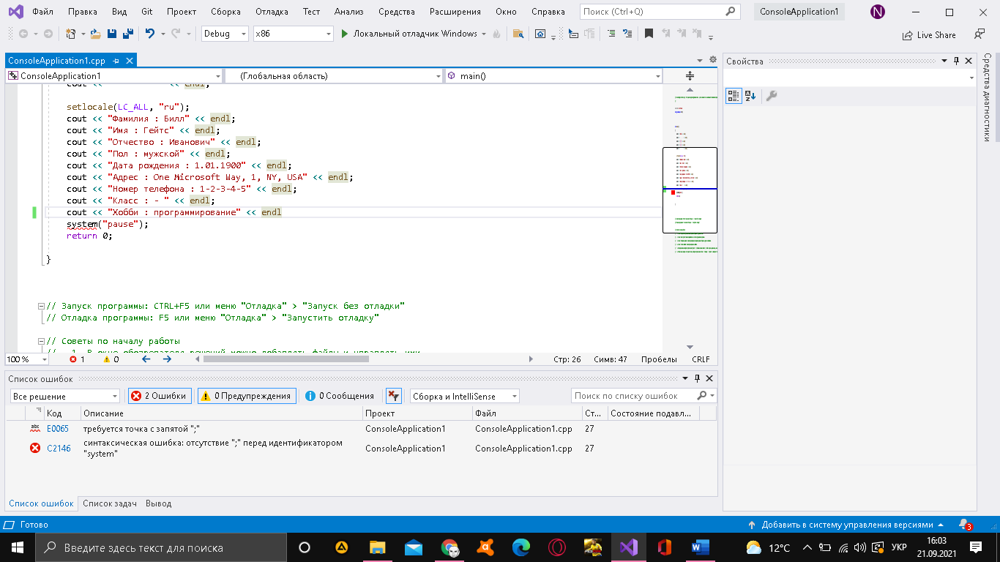 Файл Правка Вид Git Проект Сборка Отладка Тест Анализ Средства Расширения Окно Справка Поиск (Ctrl+Q) ConsoleApplication1 N
Debug x86 Локальный отладчик Windows Live Share
ConsoleApplication1.cpp
ConsoleApplication1 (Глобальная область) main()
cout << << endl;
setlocale(LC_ALL, "ru");
cout << "Фамилия : Билл" << endl;
cout << "Имя : Гейтс" << endl;
cout << "Отчество : Иванович" << endl;
cout << "Пол : мужской" << endl;
cout << "Дата рождения : 1.01.1900" << endl;
cout << "Адрес : One Microsoft Way, 1, NY, USA" << endl;
cout << "Номер телефона : 1-2-3-4-5" << endl;
cout << "Класс : - " << endl;
cout << "Хобби : программирование" << endl
system("pause");
return 0;
}
// Запуск программы: CTRL+F5 или меню "Отладка" > "Запуск без отладки"
// Отладка программы: F5 или меню "Отладка" > "Запустить отладку"
// Советы по началу работы
// 1. В окне обозревателя решений можно добавлять файлы и управлять ими.
100 % 1 0 Стр: 26 Симв: 47 Пробелы CRLF
Свойства
Средства диагностики
Список ошибок
Все решение 2 Ошибки 0 Предупреждения 0 Сообщения Сборка и IntelliSense Поиск по списку ошибок
Код Описание Проект Файл Ст... Состояние подавл...
abc E0065 требуется точка с запятой ";" ConsoleApplication1 ConsoleApplication1.cpp 27
C2146 синтаксическая ошибка: отсутствие ";" перед идентификатором "system" ConsoleApplication1 ConsoleApplication1.cpp 27
Список ошибок Список задач Вывод
Готово Добавить в систему управления версиями 3
Введите здесь текст для поиска 12°C УКР 16:03
21.09.2021